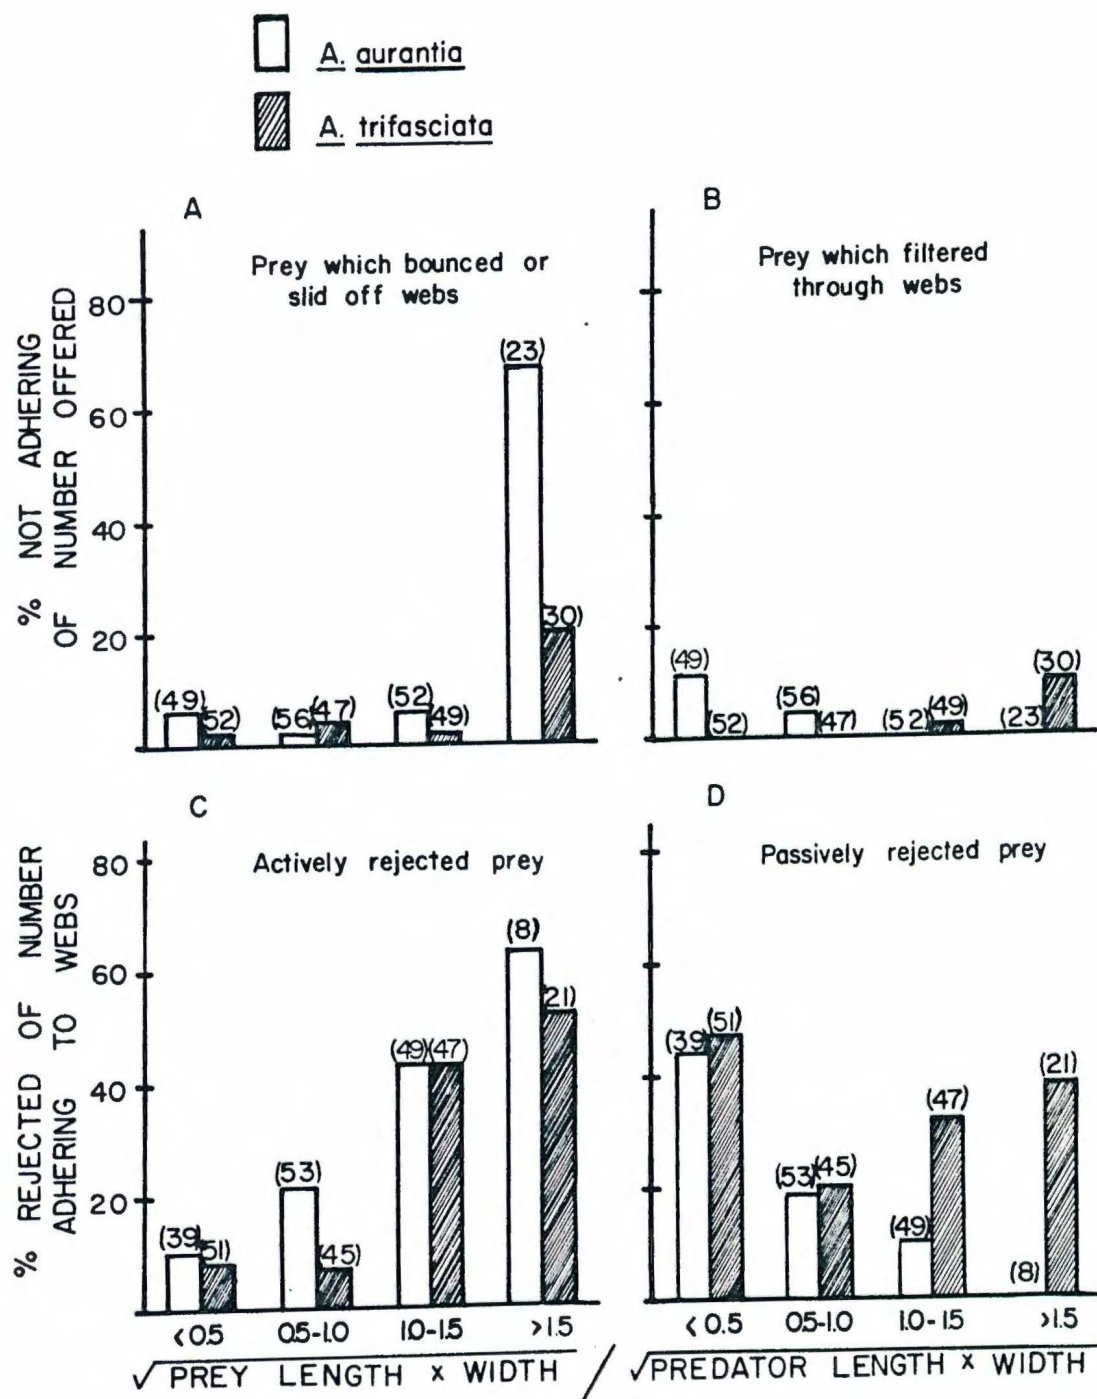 A. aurantia
A. trifasciata
A
Prey which bounced or
slid off webs
% NOT ADHERING
OF NUMBER OFFERED
80
60
40
20
(49)
(52)
(56)
(47)
(52)
(49)
(23)
(30)
B
Prey which filtered
through webs
(49)
(52)
(56)
(47)
(52)
(49)
(23)
(30)
C
Actively rejected prey
% REJECTED OF NUMBER
ADHERING TO WEBS
80
60
40
20
(39)
(51)
(53)
(45)
(49)
(47)
(8)
(21)
<0.5
0.5-1.0
1.0-1.5
>1.5
D
Passively rejected prey
(39)
(51)
(53)
(45)
(49)
(47)
(8)
(21)
<0.5
0.5-1.0
1.0-1.5
>1.5
√PREY LENGTH × WIDTH / √PREDATOR LENGTH × WIDTH